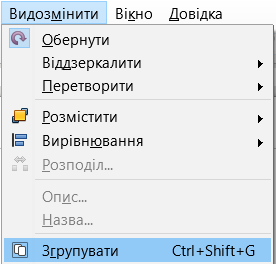 Видозмінити Вікно Довідка
Обернути
Віддзеркалити
Перетворити
Розмістити
Вирівнювання
Розподіл...
Опис...
Назва...
Згрупувати Ctrl+Shift+G